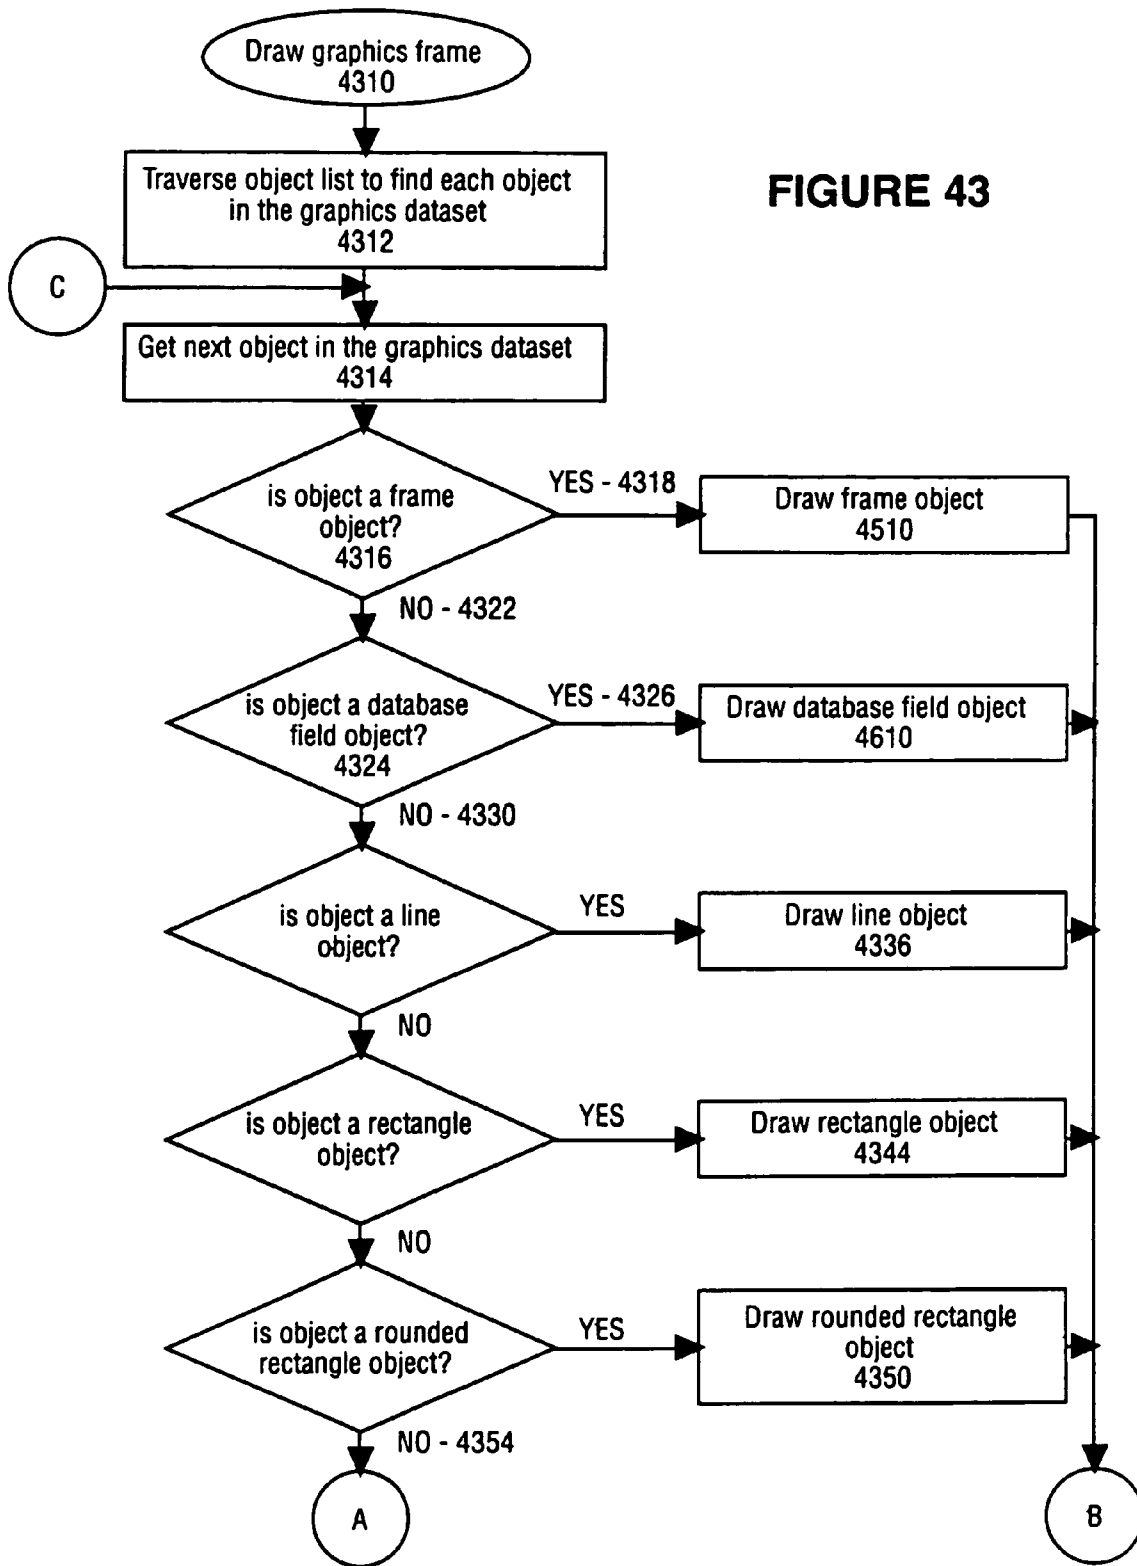 Draw graphics frame
4310
FIGURE 43
Traverse object list to find each object
in the graphics dataset
4312
C
Get next object in the graphics dataset
4314
is object a frame
object?
4316
YES - 4318
Draw frame object
4510
NO - 4322
is object a database
field object?
4324
YES - 4326
Draw database field object
4610
NO - 4330
is object a line
object?
YES
Draw line object
4336
NO
is object a rectangle
object?
YES
Draw rectangle object
4344
NO
is object a rounded
rectangle object?
YES
Draw rounded rectangle
object
4350
NO - 4354
A
B